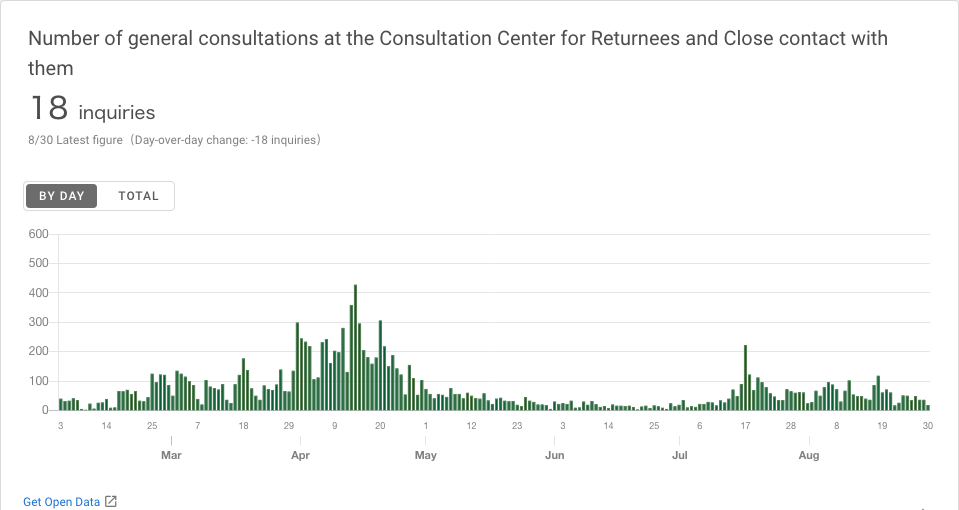 Number of general consultations at the Consultation Center for Returnees and Close contact with
them
18 inquiries
8/30 Latest figure（Day-over-day change: -18 inquiries）
BY DAY TOTAL
600
500
400
300
200
100
0
3 14 25 7 18 29 9 20 1 12 23 3 14 25 6 17 28 8 19 30
Mar Apr May Jun Jul Aug
Get Open Data